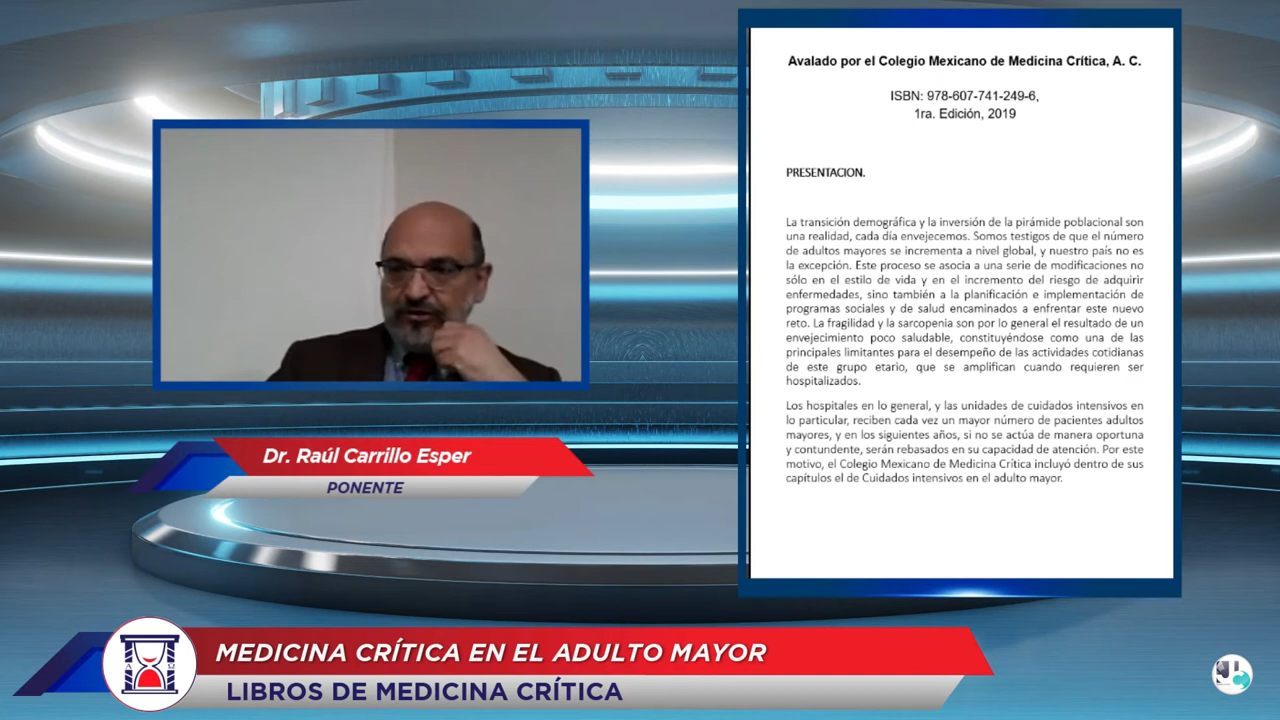 Avalado por el Colegio Mexicano de Medicina Crítica, A. C.
ISBN: 978-607-741-249-6,
1ra. Edición, 2019
PRESENTACION.
La transición demográfica y la inversión de la pirámide poblacional son
una realidad, cada día envejecemos. Somos testigos de que el número
de adultos mayores se incrementa a nivel global, y nuestro país no es
la excepción. Este proceso se asocia a una serie de modificaciones no
sólo en el estilo de vida y en el incremento del riesgo de adquirir
enfermedades, sino también a la planificación e implementación de
programas sociales y de salud encaminados a enfrentar este nuevo
reto. La fragilidad y la sarcopenia son por lo general el resultado de un
envejecimiento poco saludable, constituyéndose como una de las
principales limitantes para el desempeño de las actividades cotidianas
de este grupo etario, que se amplifican cuando requieren ser
hospitalizados.
Los hospitales en lo general, y las unidades de cuidados intensivos en
lo particular, reciben cada vez un mayor número de pacientes adultos
mayores, y en los siguientes años, si no se actúa de manera oportuna
y contundente, serán rebasados en su capacidad de atención. Por este
motivo, el Colegio Mexicano de Medicina Crítica incluyó dentro de sus
capítulos el de Cuidados intensivos en el adulto mayor.
Dr. Raúl Carrillo Esper
PONENTE
MEDICINA CRÍTICA EN EL ADULTO MAYOR
LIBROS DE MEDICINA CRÍTICA